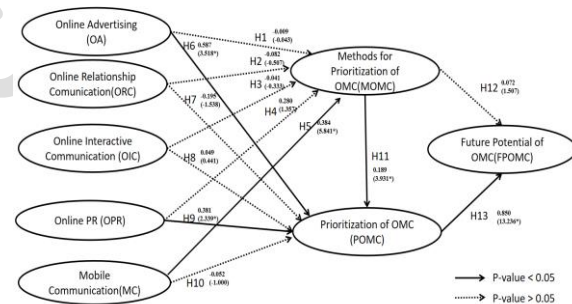 Online Advertising
(OA)
Online Relationship
Comunication(ORC)
Online Interactive
Communication (OIC)
Online PR (OPR)
Mobile
Communication(MC)
H1 -0.009
(-0.043)
H6 0.587
(3.518*)
H2 -0.082
(-0.507)
H3 -0.041
(-0.333)
H7 -0.195
(-1.538)
H4 0.280
(1.357)
H5 0.384
(5.841*)
H8 0.049
(0.441)
H9 0.381
(2.339*)
H10 -0.052
(-1.000)
Methods for
Prioritization of
OMC(MOMC)
H11
0.189
(3.931*)
Prioritization of OMC
(POMC)
H12 0.072
(1.507)
Future Potential of
OMC(FPOMC)
H13 0.850
(13.236*)
P-value < 0.05
P-value > 0.05